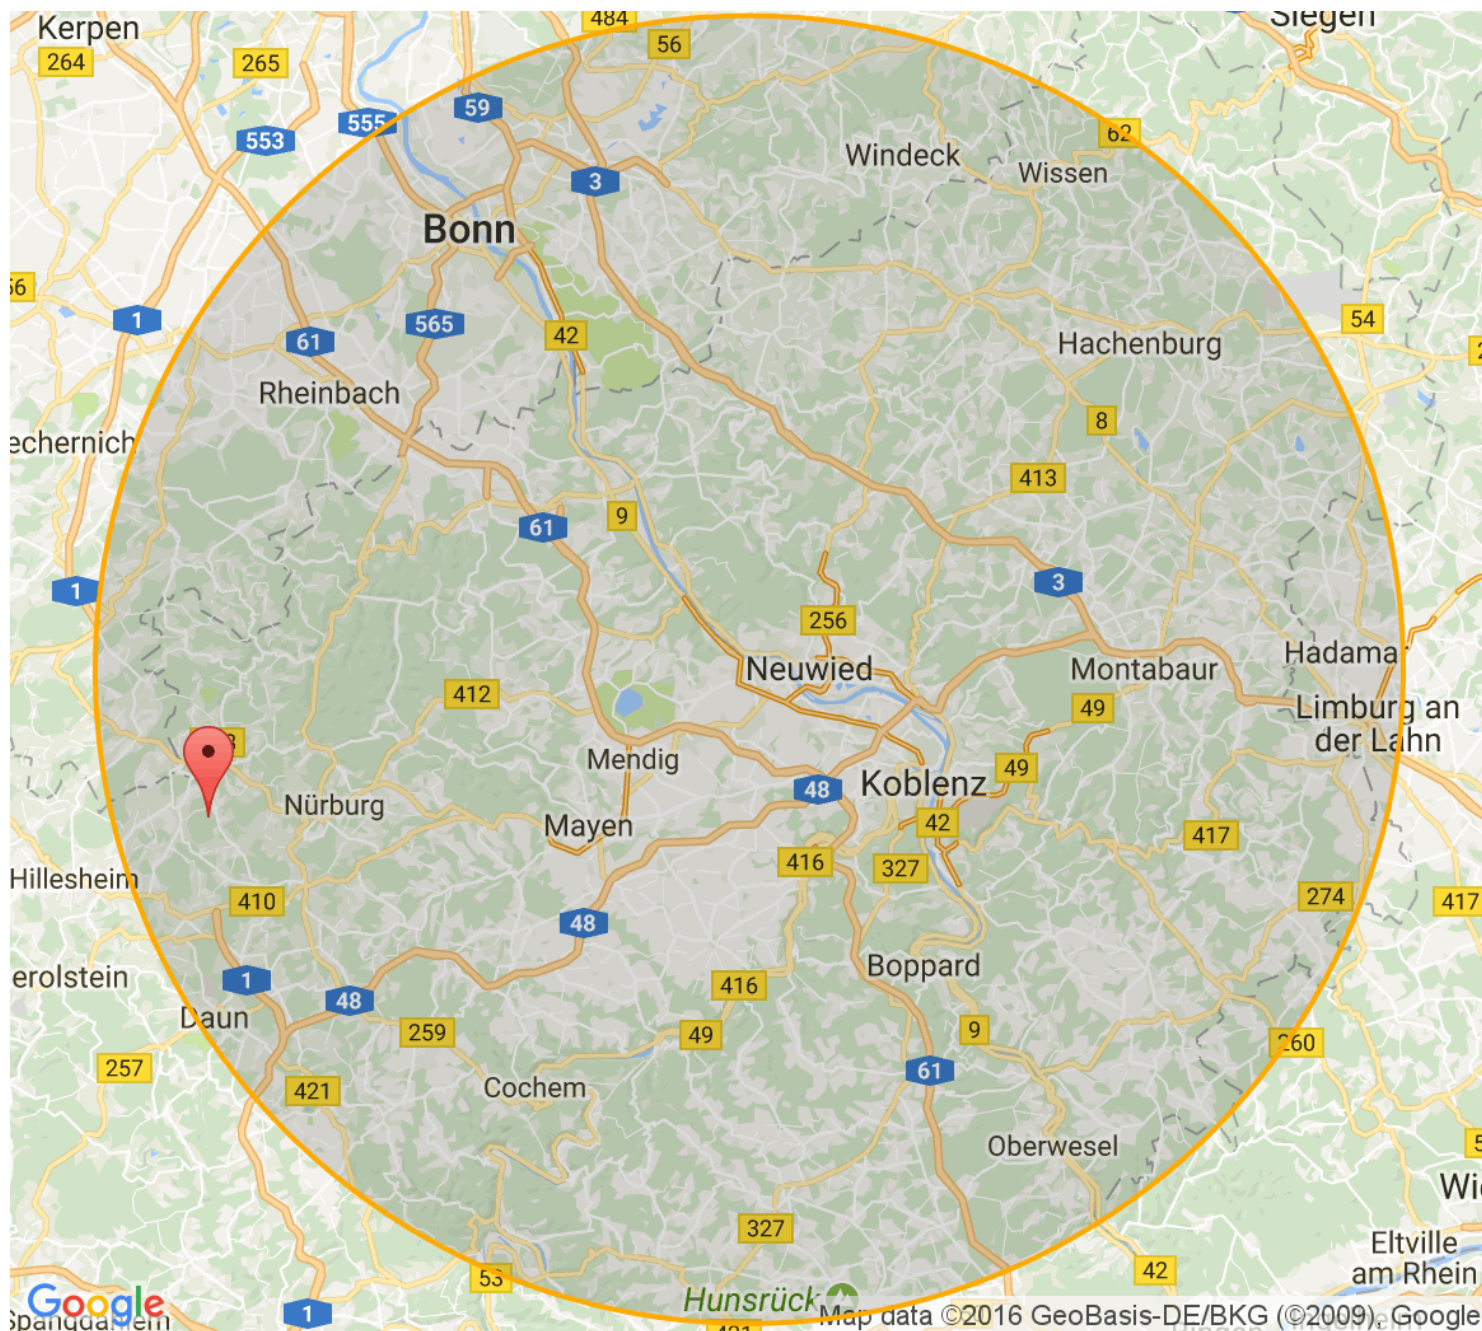 484
Siegen
Kerpen
56
264
265
59
555
62
553
Windeck
3
Wissen
Bonn
56
1
54
565
42
61
Hachenburg
Rheinbach
8
echernich
413
9
61
3
1
256
Hadamar
Neuwied
Montabaur
412
49
Limburg an
der Lahn
Mendig
49
48
Koblenz
Nürburg
Mayen
42
417
416
327
Hillesheim
274
410
417
48
Boppard
erolstein
1
416
48
Daun
9
259
49
260
257
61
421
Cochem
Oberwesel
Wi
327
Eltville
am Rhein
42
53
Hunsrück
Google
1
Map data ©2016 GeoBasis-DE/BKG (©2009), Google
Spangdahlem
421